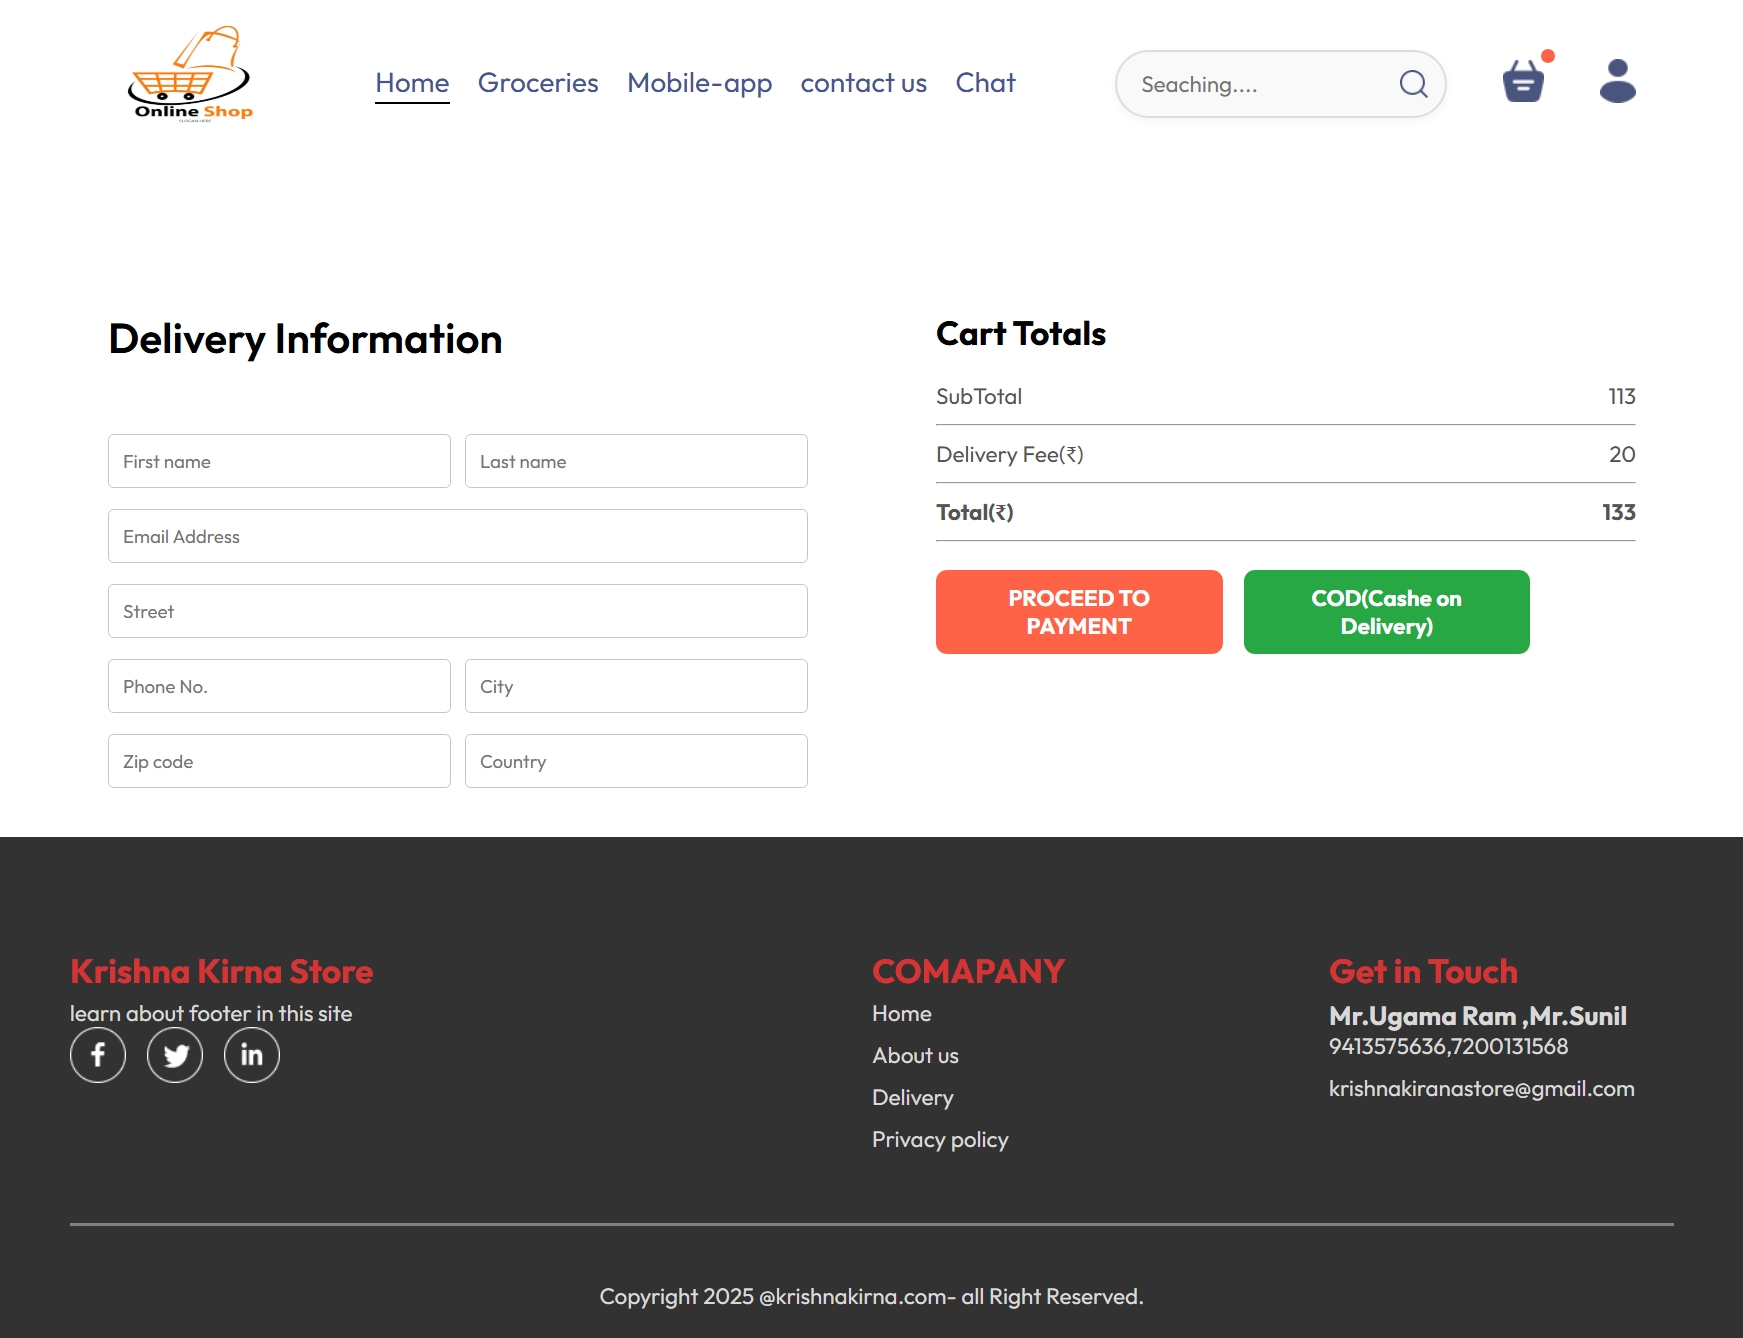 Online Shop
SLOGAN HERE
Home Groceries Mobile-app contact us Chat
Seaching....
Delivery Information
First name
Last name
Email Address
Street
Phone No.
City
Zip code
Country
Cart Totals
SubTotal 113
Delivery Fee(₹) 20
Total(₹) 133
PROCEED TO
PAYMENT
COD(Cashe on
Delivery)
Krishna Kirna Store
learn about footer in this site
COMAPANY
Home
About us
Delivery
Privacy policy
Get in Touch
Mr.Ugama Ram ,Mr.Sunil
9413575636,7200131568
krishnakiranastore@gmail.com
Copyright 2025 @krishnakirna.com- all Right Reserved.